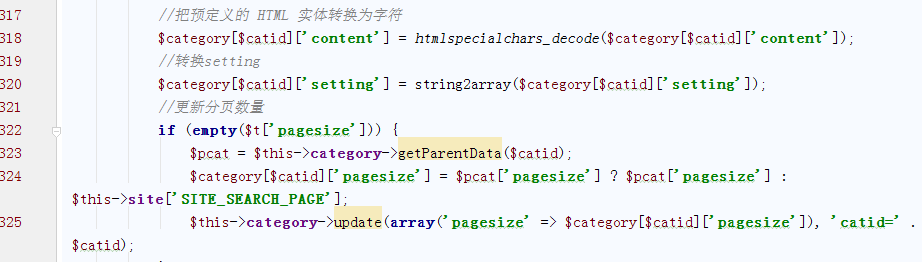 317 //把预定义的 HTML 实体转换为字符
318 $category[$catid]['content'] = htmlspecialchars_decode($category[$catid]['content']);
319 //转换setting
320 $category[$catid]['setting'] = string2array($category[$catid]['setting']);
321 //更新分页数量
322 if (empty($t['pagesize'])) {
323 $pcat = $this->category->getParentData($catid);
324 $category[$catid]['pagesize'] = $pcat['pagesize'] ? $pcat['pagesize'] :
$this->site['SITE_SEARCH_PAGE'];
325 $this->category->update(array('pagesize' => $category[$catid]['pagesize']), 'catid=' .
$catid);